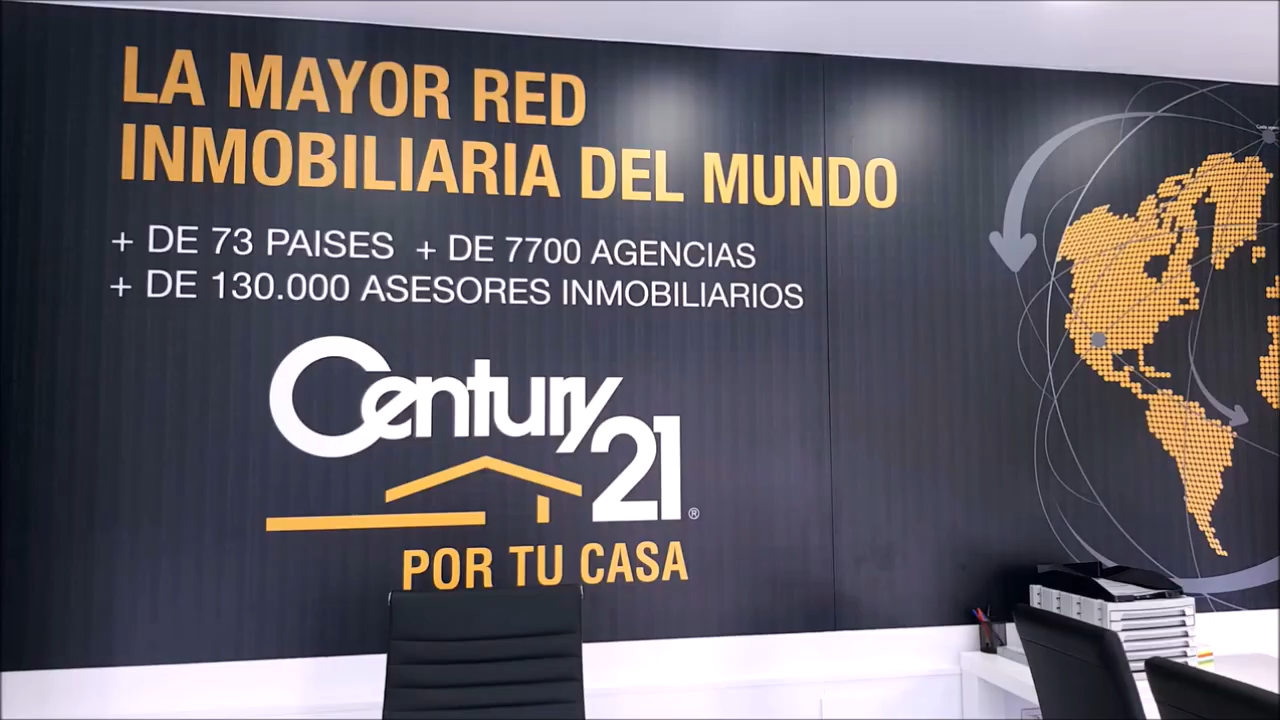 LA MAYOR RED
INMOBILIARIA DEL MUNDO
+ DE 73 PAISES + DE 7700 AGENCIAS
+ DE 130.000 ASESORES INMOBILIARIOS
Century
21®
POR TU CASA